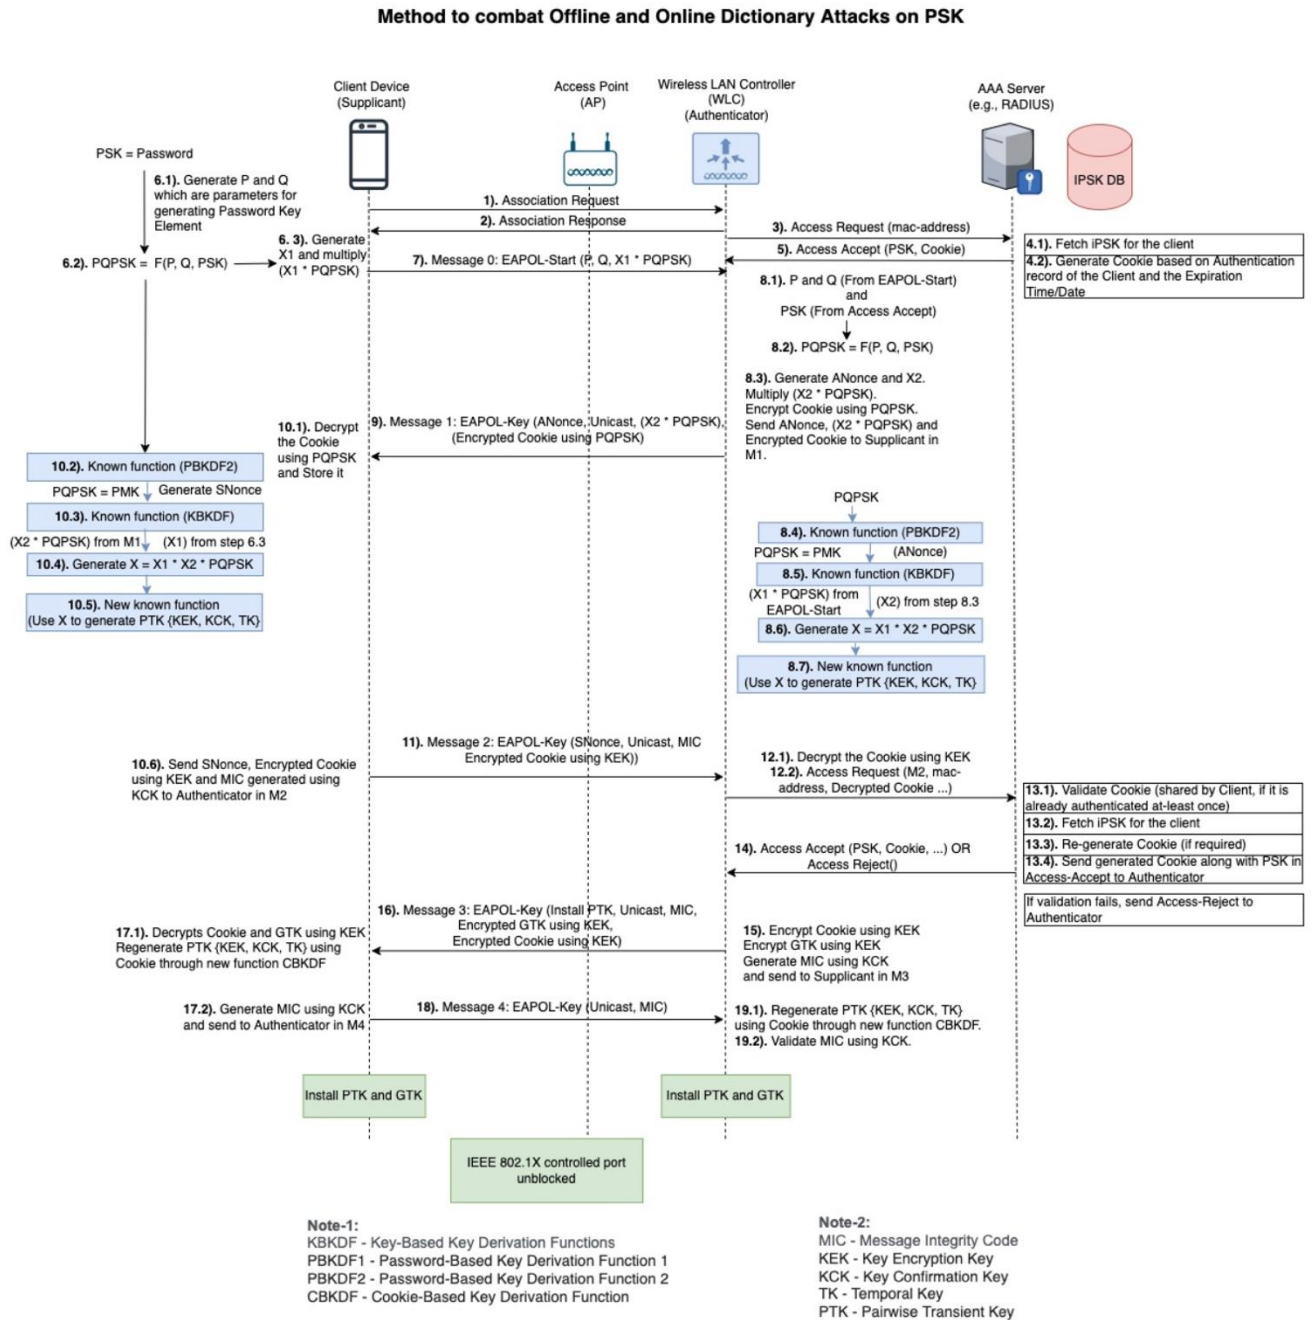 Method to combat Offline and Online Dictionary Attacks on PSK
Client Device
(Supplicant)
Access Point
(AP)
Wireless LAN Controller
(WLC)
(Authenticator)
AAA Server
(e.g., RADIUS)
IPSK DB
PSK = Password
6.1). Generate P and Q
which are parameters for
generating Password Key
Element
1). Association Request
2). Association Response
3). Access Request (mac-address)
4.1). Fetch iPSK for the client
4.2). Generate Cookie based on Authentication
record of the Client and the Expiration
Time/Date
5). Access Accept (PSK, Cookie)
6.2). PQPSK = F(P, Q, PSK)
6. 3). Generate
X1 and multiply
(X1 * PQPSK)
7). Message 0: EAPOL-Start (P, Q, X1 * PQPSK)
8.1). P and Q (From EAPOL-Start)
and
PSK (From Access Accept)
8.2). PQPSK = F(P, Q, PSK)
8.3). Generate ANonce and X2.
Multiply (X2 * PQPSK).
Encrypt Cookie using PQPSK.
Send ANonce, (X2 * PQPSK) and
Encrypted Cookie to Supplicant in
M1.
9). Message 1: EAPOL-Key (ANonce, Unicast, (X2 * PQPSK),
(Encrypted Cookie using PQPSK)
10.1). Decrypt
the Cookie
using PQPSK
and Store it
10.2). Known function (PBKDF2)
PQPSK = PMK
Generate SNonce
10.3). Known function (KBKDF)
(X2 * PQPSK) from M1
(X1) from step 6.3
10.4). Generate X = X1 * X2 * PQPSK
10.5). New known function
(Use X to generate PTK {KEK, KCK, TK}
PQPSK
8.4). Known function (PBKDF2)
PQPSK = PMK
(ANonce)
8.5). Known function (KBKDF)
(X1 * PQPSK) from
EAPOL-Start
(X2) from step 8.3
8.6). Generate X = X1 * X2 * PQPSK
8.7). New known function
(Use X to generate PTK {KEK, KCK, TK}
10.6). Send SNonce, Encrypted Cookie
using KEK and MIC generated using
KCK to Authenticator in M2
11). Message 2: EAPOL-Key (SNonce, Unicast, MIC
Encrypted Cookie using KEK))
12.1). Decrypt the Cookie using KEK
12.2). Access Request (M2, mac-
address, Decrypted Cookie ...)
13.1). Validate Cookie (shared by Client, if it is
already authenticated at-least once)
13.2). Fetch iPSK for the client
13.3). Re-generate Cookie (if required)
13.4). Send generated Cookie along with PSK in
Access-Accept to Authenticator
If validation fails, send Access-Reject to
Authenticator
14). Access Accept (PSK, Cookie, ...) OR
Access Reject()
15). Encrypt Cookie using KEK
Encrypt GTK using KEK
Generate MIC using KCK
and send to Supplicant in M3
16). Message 3: EAPOL-Key (Install PTK, Unicast, MIC,
Encrypted GTK using KEK,
Encrypted Cookie using KEK)
17.1). Decrypts Cookie and GTK using KEK
Regenerate PTK {KEK, KCK, TK} using
Cookie through new function CBKDF
17.2). Generate MIC using KCK
and send to Authenticator in M4
18). Message 4: EAPOL-Key (Unicast, MIC)
19.1). Regenerate PTK {KEK, KCK, TK}
using Cookie through new function CBKDF.
19.2). Validate MIC using KCK.
Install PTK and GTK
Install PTK and GTK
IEEE 802.1X controlled port
unblocked
Note-1:
KBKDF - Key-Based Key Derivation Functions
PBKDF1 - Password-Based Key Derivation Function 1
PBKDF2 - Password-Based Key Derivation Function 2
CBKDF - Cookie-Based Key Derivation Function
Note-2:
MIC - Message Integrity Code
KEK - Key Encryption Key
KCK - Key Confirmation Key
TK - Temporal Key
PTK - Pairwise Transient Key